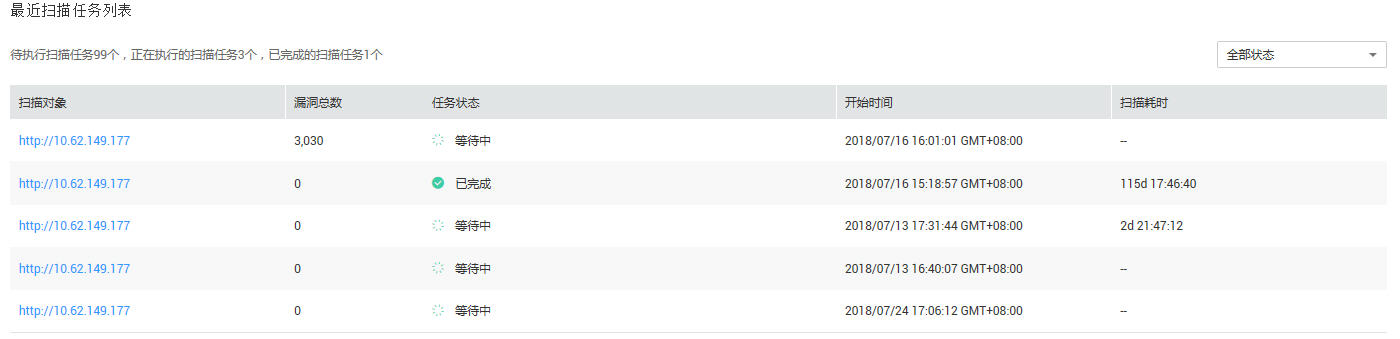 最近扫描任务列表
待执行扫描任务99个，正在执行的扫描任务3个，已完成的扫描任务1个 全部状态
扫描对象 漏洞总数 任务状态 开始时间 扫描耗时
http://10.62.149.177 3,030 等待中 2018/07/16 16:01:01 GMT+08:00 --
http://10.62.149.177 0 已完成 2018/07/16 15:18:57 GMT+08:00 115d 17:46:40
http://10.62.149.177 0 等待中 2018/07/13 17:31:44 GMT+08:00 2d 21:47:12
http://10.62.149.177 0 等待中 2018/07/13 16:40:07 GMT+08:00 --
http://10.62.149.177 0 等待中 2018/07/24 17:06:12 GMT+08:00 --